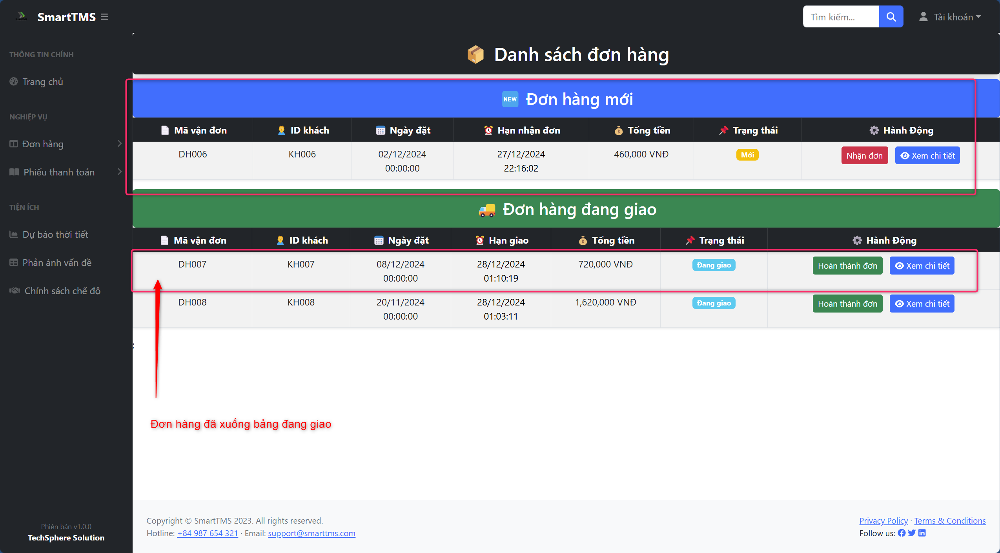 SmartTMS
Tìm kiếm...
Tài khoản
THÔNG TIN CHÍNH
Trang chủ
NGHIỆP VỤ
Đơn hàng
Phiếu thanh toán
TIỆN ÍCH
Dự báo thời tiết
Phản ánh vấn đề
Chính sách chế độ
Phiên bản v1.0.0
TechSphere Solution
Danh sách đơn hàng
NEW Đơn hàng mới
Mã vận đơn ID khách Ngày đặt Hạn nhận đơn Tổng tiền Trạng thái Hành Động
DH006 KH006 02/12/2024 27/12/2024 460,000 VNĐ Mới Nhận đơn Xem chi tiết
00:00:00 22:16:02
Đơn hàng đang giao
Mã vận đơn ID khách Ngày đặt Hạn giao Tổng tiền Trạng thái Hành Động
DH007 KH007 08/12/2024 28/12/2024 720,000 VNĐ Đang giao Hoàn thành đơn Xem chi tiết
00:00:00 01:10:19
DH008 KH008 20/11/2024 28/12/2024 1,620,000 VNĐ Đang giao Hoàn thành đơn Xem chi tiết
00:00:00 01:03:11
;
Đơn hàng đã xuống bảng đang giao
Copyright © SmartTMS 2023. All rights reserved.
Hotline: +84 987 654 321 · Email: support@smarttms.com
Privacy Policy · Terms & Conditions
Follow us: